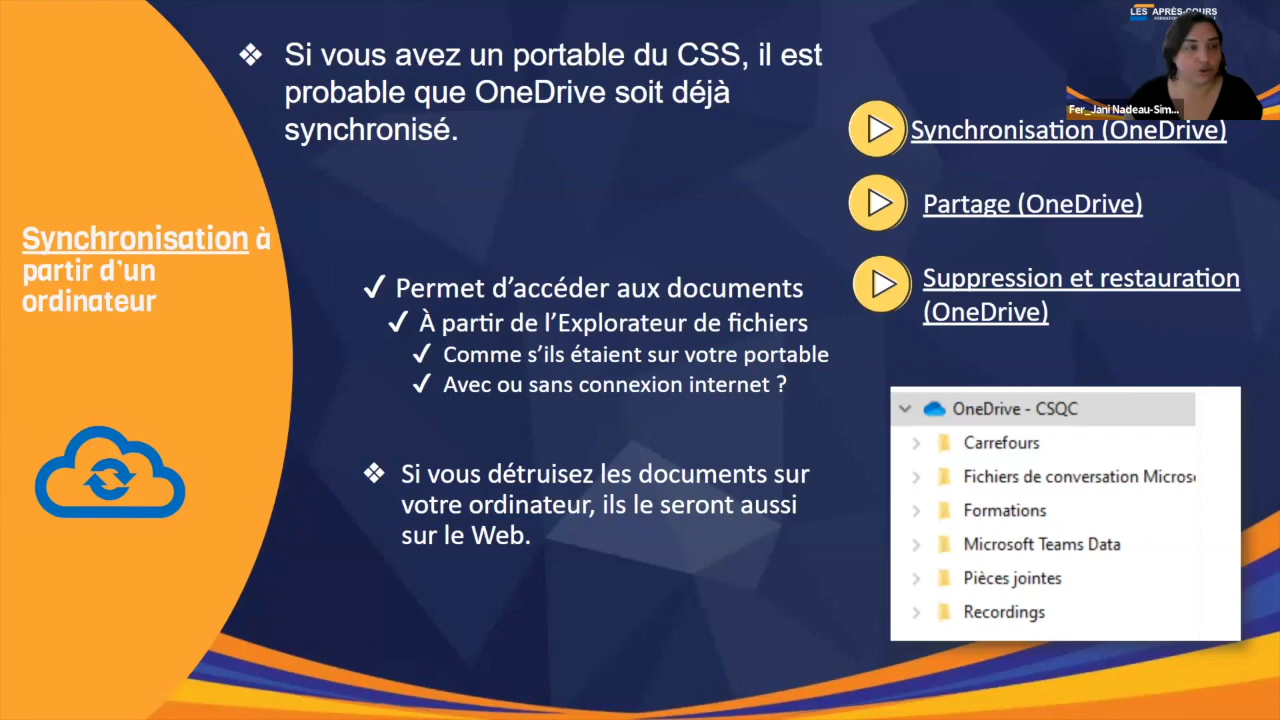 LES APRÈS-COURS
Fer_Jani Nadeau-Sim...
Si vous avez un portable du CSS, il est
probable que OneDrive soit déjà
synchronisé.
Synchronisation à
partir d'un
ordinateur
Permet d'accéder aux documents
À partir de l'Explorateur de fichiers
Comme s'ils étaient sur votre portable
Avec ou sans connexion internet ?
Si vous détruisez les documents sur
votre ordinateur, ils le seront aussi
sur le Web.
Synchronisation (OneDrive)
Partage (OneDrive)
Suppression et restauration
(OneDrive)
OneDrive - CSQC
Carrefours
Fichiers de conversation Microso
Formations
Microsoft Teams Data
Pièces jointes
Recordings